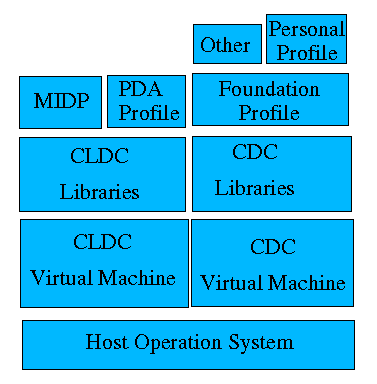 Other
Personal
Profile
MIDP
PDA
Profile
Foundation
Profile
CLDC
Libraries
CDC
Libraries
CLDC
Virtual Machine
CDC
Virtual Machine
Host Operation System